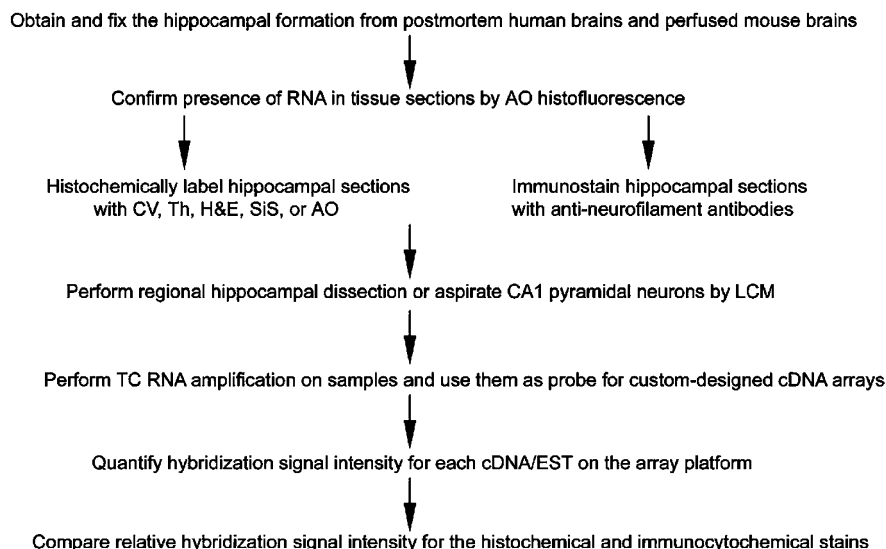 Obtain and fix the hippocampal formation from postmortem human brains and perfused mouse brains
Confirm presence of RNA in tissue sections by AO histofluorescence
Histochemically label hippocampal sections
with CV, Th, H&E, SiS, or AO
Immunostain hippocampal sections
with anti-neurofilament antibodies
Perform regional hippocampal dissection or aspirate CA1 pyramidal neurons by LCM
Perform TC RNA amplification on samples and use them as probe for custom-designed cDNA arrays
Quantify hybridization signal intensity for each cDNA/EST on the array platform
Compare relative hybridization signal intensity for the histochemical and immunocytochemical stains